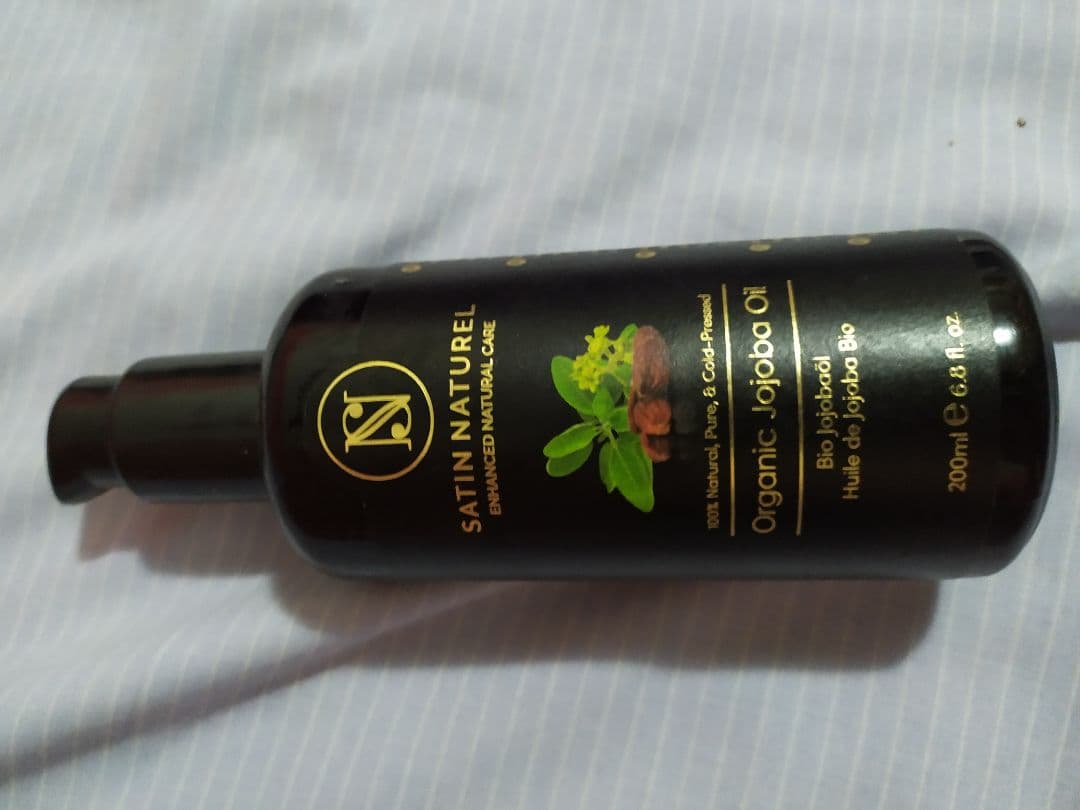 SN
SATIN NATUREL
ENHANCED NATURAL CARE
100% Natural, Pure, & Cold-Pressed
Organic Jojoba Oil
Bio Jojobaöl
Huile de Jojoba Bio
200ml e 6.8 fl. oz.